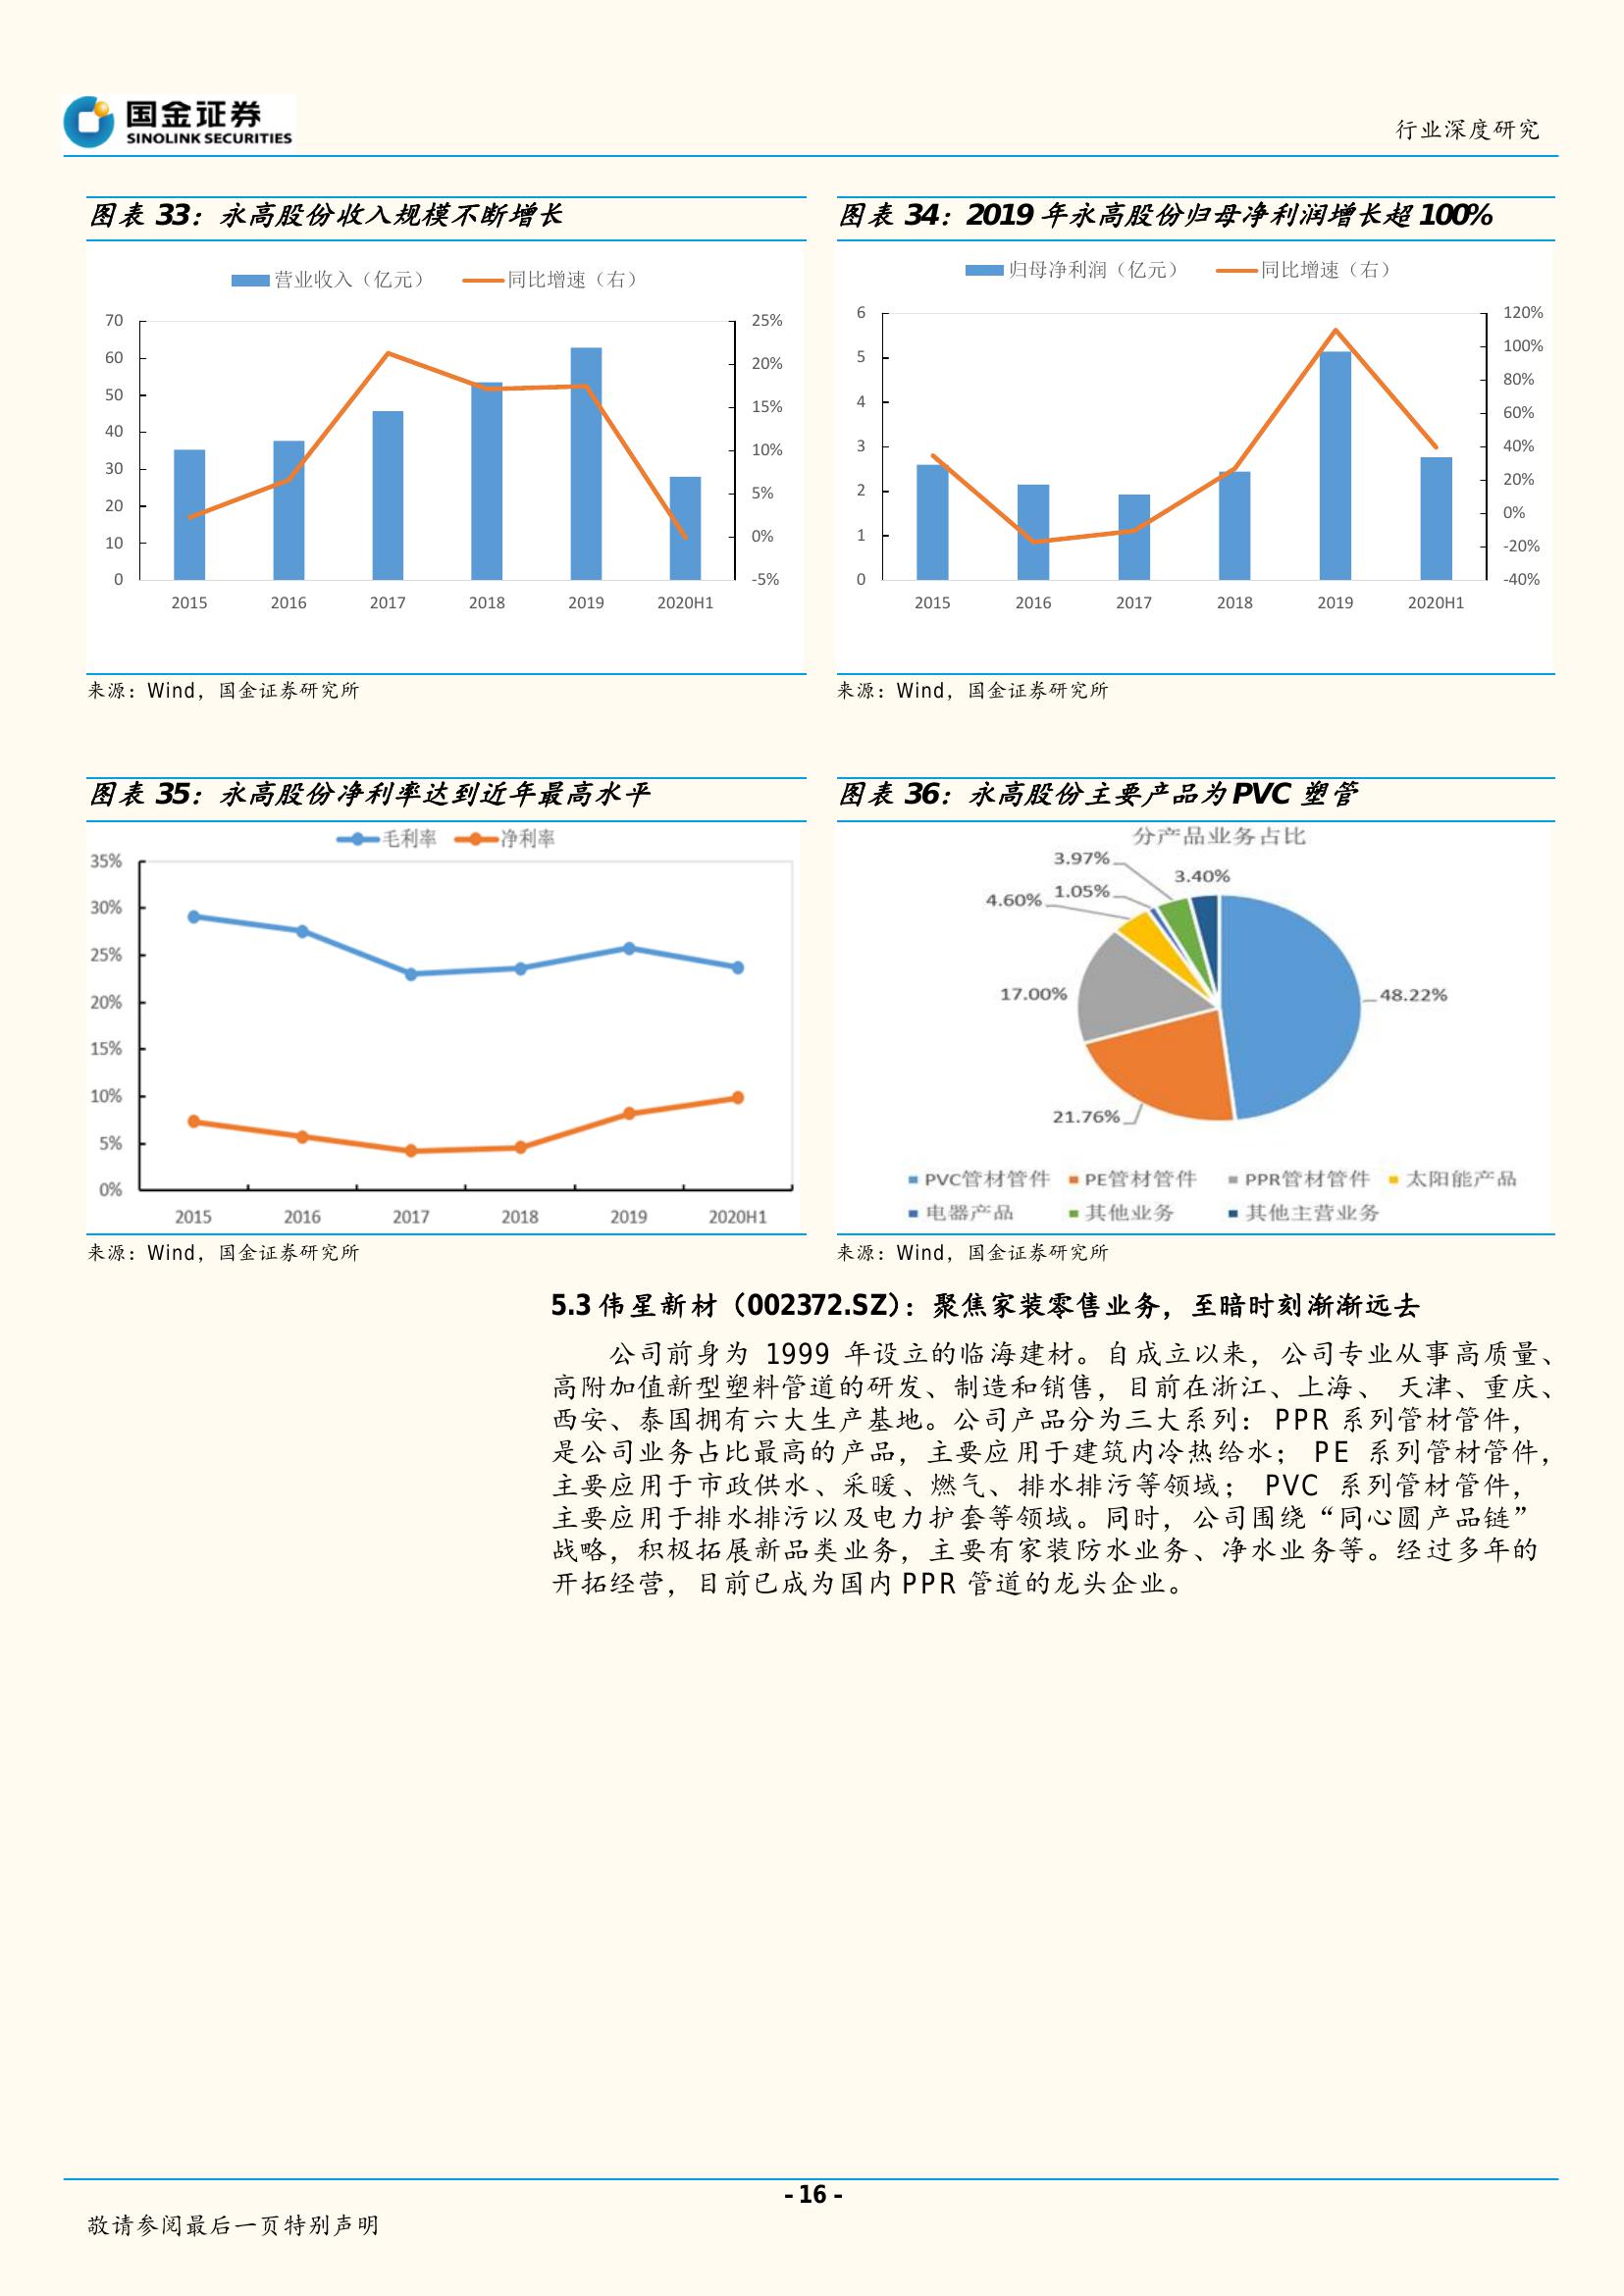 国金证券
SINOLINK SECURITIES
行业深度研究
图表 33：永高股份收入规模不断增长
营业收入（亿元） 同比增速（右）
70
60
50
40
30
20
10
0
25%
20%
15%
10%
5%
0%
-5%
2015 2016 2017 2018 2019 2020H1
来源：Wind，国金证券研究所
图表 34：2019 年永高股份归母净利润增长超 100%
归母净利润（亿元） 同比增速（右）
6
5
4
3
2
1
0
120%
100%
80%
60%
40%
20%
0%
-20%
-40%
2015 2016 2017 2018 2019 2020H1
来源：Wind，国金证券研究所
图表 35：永高股份净利率达到近年最高水平
毛利率 净利率
35%
30%
25%
20%
15%
10%
5%
0%
2015 2016 2017 2018 2019 2020H1
来源：Wind，国金证券研究所
图表 36：永高股份主要产品为 PVC 塑管
分产品业务占比
3.97%
3.40%
1.05%
4.60%
17.00%
48.22%
21.76%
PVC管材管件 PE管材管件 PPR管材管件 太阳能产品
电器产品 其他业务 其他主营业务
来源：Wind，国金证券研究所
5.3 伟星新材（002372.SZ）：聚焦家装零售业务，至暗时刻渐渐远去
公司前身为 1999 年设立的临海建材。自成立以来，公司专业从事高质量、
高附加值新型塑料管道的研发、制造和销售，目前在浙江、上海、 天津、重庆、
西安、泰国拥有六大生产基地。公司产品分为三大系列： PPR 系列管材管件，
是公司业务占比最高的产品，主要应用于建筑内冷热给水； PE 系列管材管件，
主要应用于市政供水、采暖、燃气、排水排污等领域； PVC 系列管材管件，
主要应用于排水排污以及电力护套等领域。同时，公司围绕“同心圆产品链”
战略，积极拓展新品类业务，主要有家装防水业务、净水业务等。经过多年的
开拓经营，目前已成为国内 PPR 管道的龙头企业。
- 16 -
敬请参阅最后一页特别声明